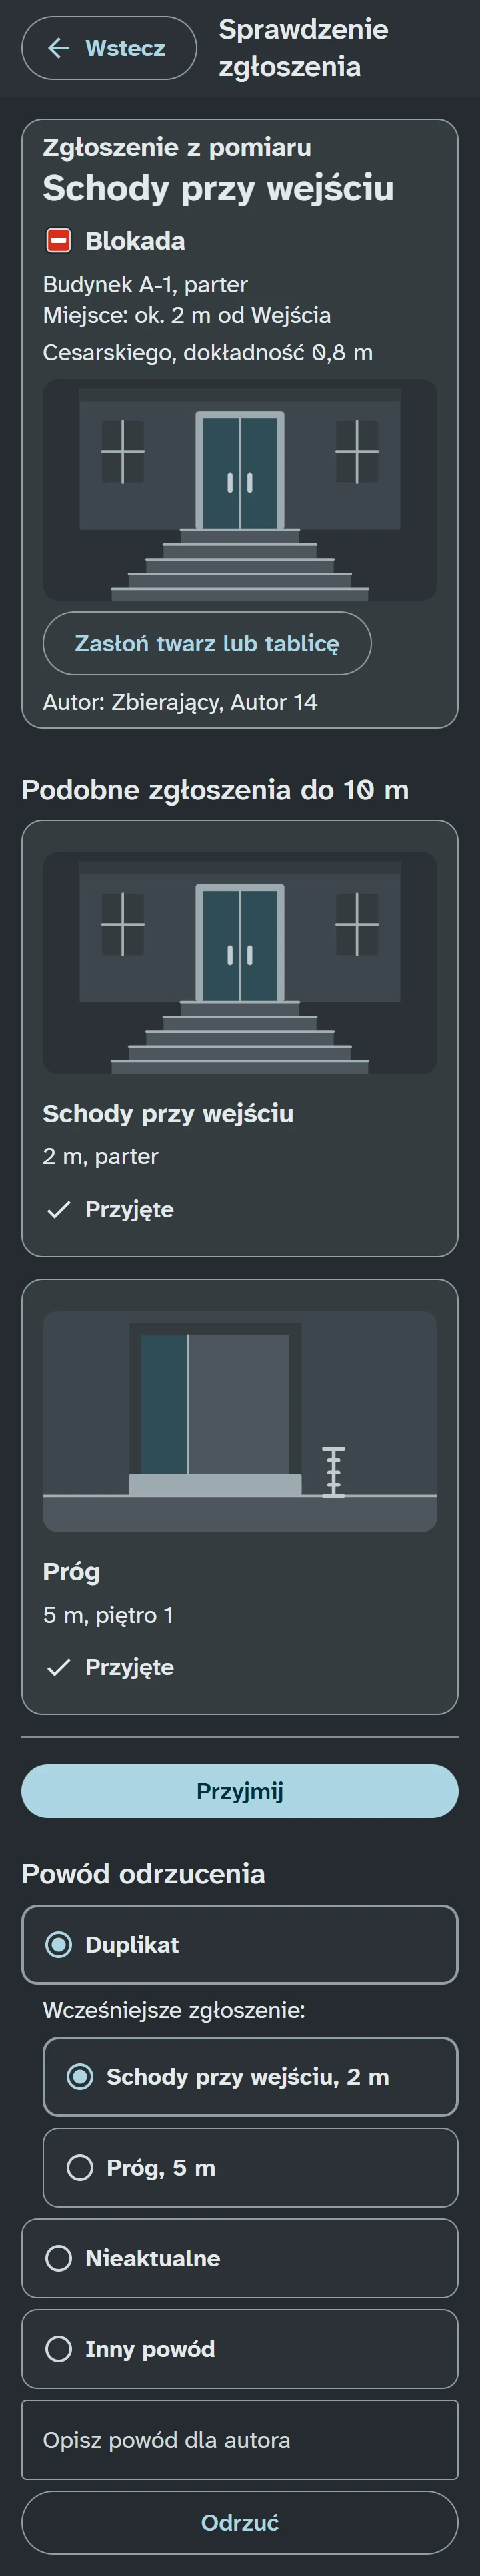 Wstecz
Sprawdzenie
zgłoszenia
Zgłoszenie z pomiaru
Schody przy wejściu
Blokada
Budynek A-1, parter
Miejsce: ok. 2 m od Wejścia
Cesarskiego, dokładność 0,8 m
Zasłoń twarz lub tablicę
Autor: Zbierający, Autor 14
Podobne zgłoszenia do 10 m
Schody przy wejściu
2 m, parter
Przyjęte
Próg
5 m, piętro 1
Przyjęte
Przyjmij
Powód odrzucenia
Duplikat
Wcześniejsze zgłoszenie:
Schody przy wejściu, 2 m
Próg, 5 m
Nieaktualne
Inny powód
Opisz powód dla autora
Odrzuć